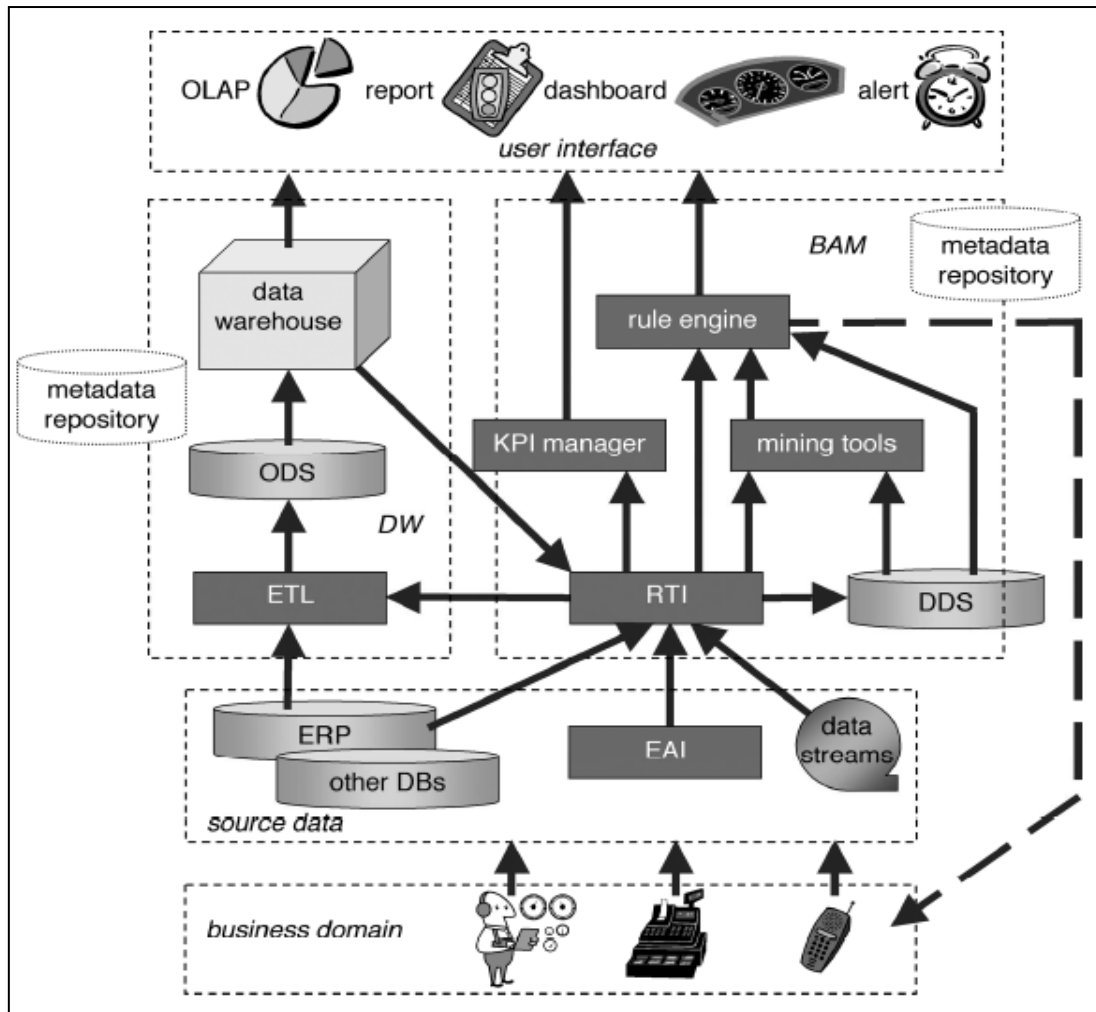 OLAP
report
dashboard
alert
user interface
BAM
metadata
repository
data
warehouse
rule engine
metadata
repository
KPI manager
mining tools
ODS
DW
ETL
RTI
DDS
ERP
other DBs
EAI
data
streams
source data
business domain